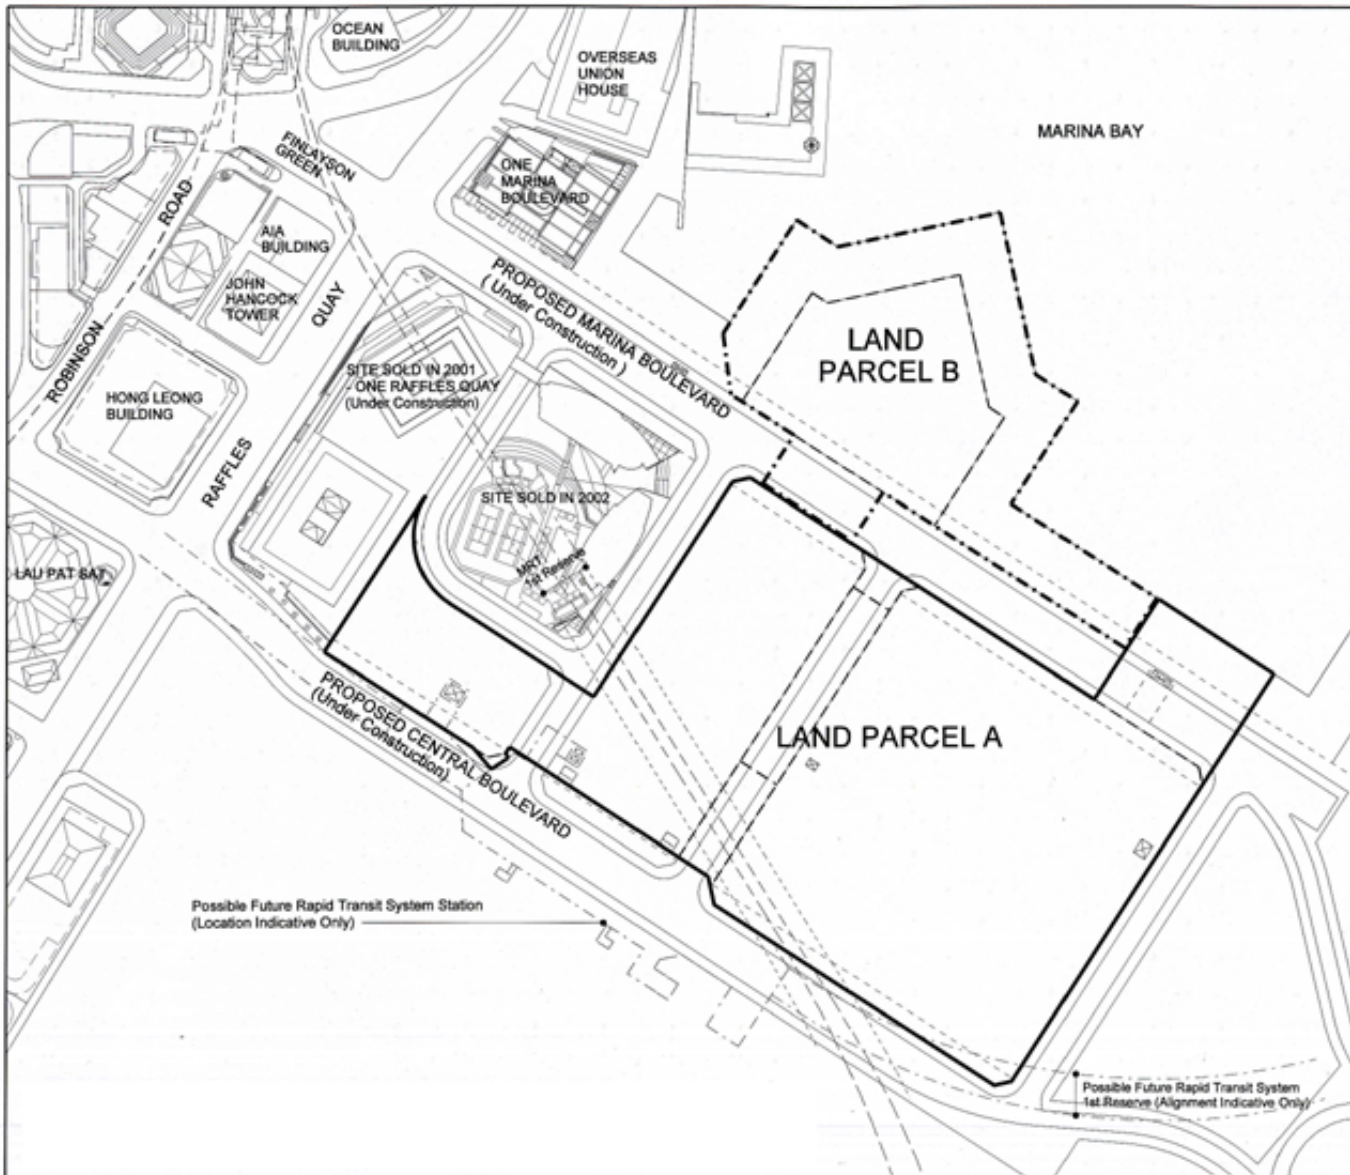 OCEAN
BUILDING
OVERSEAS
UNION
HOUSE
MARINA BAY
FINLAYSON
GREEN
ONE
MARINA
BOULEVARD
ROAD
AIA
BUILDING
JOHN
HANCOCK
TOWER
QUAY
PROPOSED MARINA BOULEVARD
( Under Construction )
LAND
PARCEL B
ROBINSON
SITE SOLD IN 2001
- ONE RAFFLES QUAY
(Under Construction)
HONG LEONG
BUILDING
RAFFLES
SITE SOLD IN 2002
MRT
1st Reserve
LAU PAT SAT
PROPOSED CENTRAL BOULEVARD
(Under Construction)
LAND PARCEL A
Possible Future Rapid Transit System Station
(Location Indicative Only)
Possible Future Rapid Transit System
1st Reserve (Alignment Indicative Only)